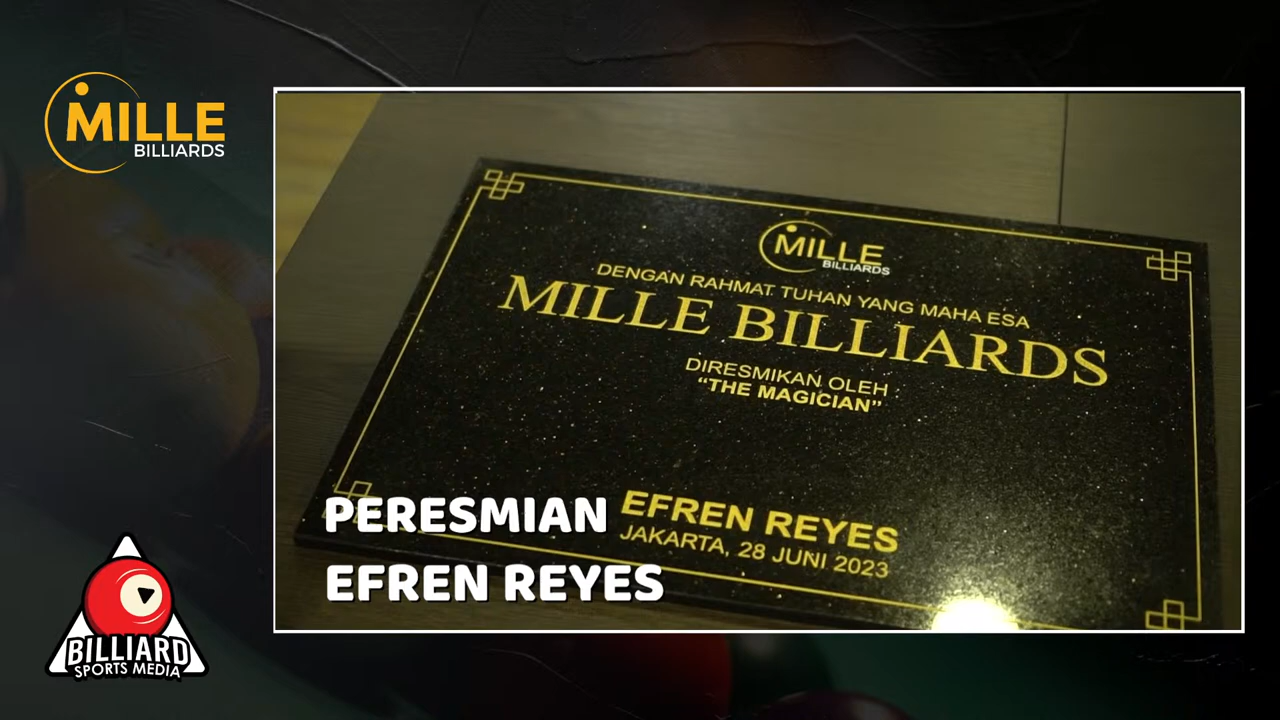 MILLE
BILLIARDS
MILLE
BILLIARDS
DENGAN RAHMAT TUHAN YANG MAHA ESA
MILLE BILLIARDS
DIRESMIKAN OLEH :
“THE MAGICIAN”
EFREN REYES
JAKARTA, 28 JUNI 2023
PERESMIAN
EFREN REYES
BILLIARD
SPORTS MEDIA